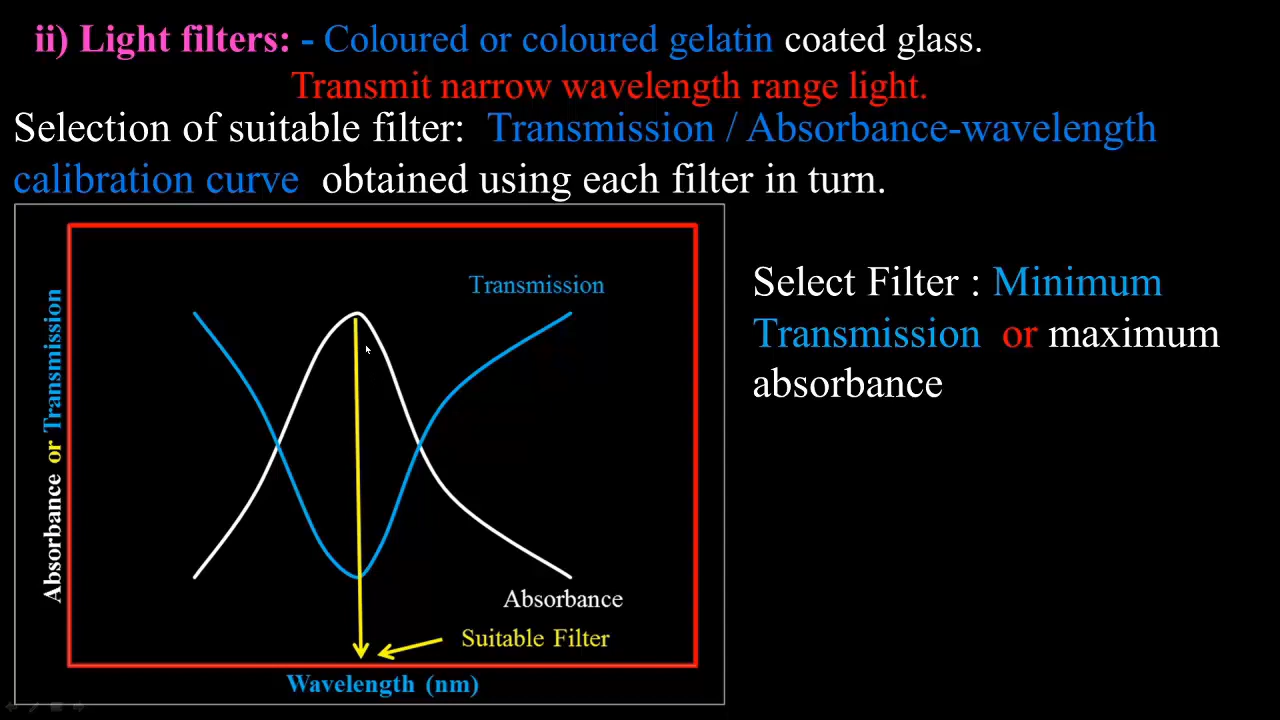 ii) Light filters: - Coloured or coloured gelatin coated glass.
Transmit narrow wavelength range light.
Selection of suitable filter: Transmission / Absorbance-wavelength
calibration curve obtained using each filter in turn.
Absorbance or Transmission
Transmission
Absorbance
Suitable Filter
Wavelength (nm)
Select Filter : Minimum
Transmission or maximum
absorbance